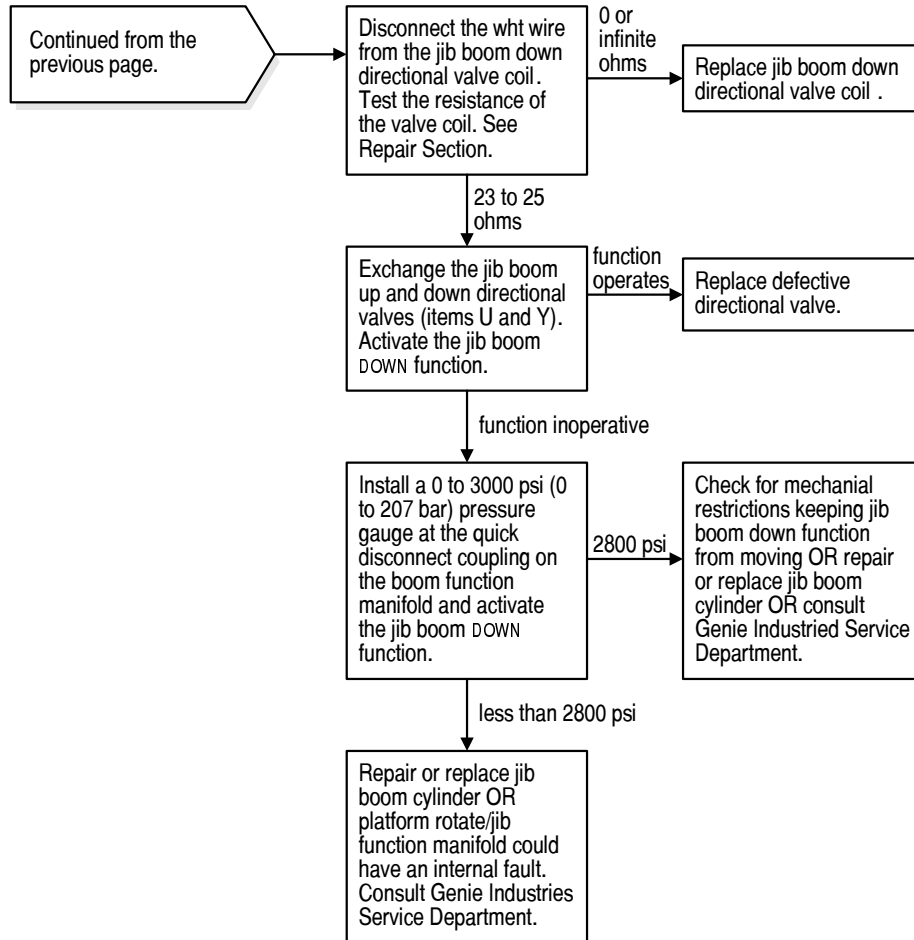 Continued from the
previous page.
Disconnect the wht wire
from the jib boom down
directional valve coil.
Test the resistance of
the valve coil. See
Repair Section.
0 or
infinite
ohms
Replace jib boom down
directional valve coil .
23 to 25
ohms
Exchange the jib boom
up and down directional
valves (items U and Y).
Activate the jib boom
DOWN function.
function
operates
Replace defective
directional valve.
function inoperative
Install a 0 to 3000 psi (0
to 207 bar) pressure
gauge at the quick
disconnect coupling on
the boom function
manifold and activate
the jib boom DOWN
function.
2800 psi
Check for mechanial
restrictions keeping jib
boom down function
from moving OR repair
or replace jib boom
cylinder OR consult
Genie Industried Service
Department.
less than 2800 psi
Repair or replace jib
boom cylinder OR
platform rotate/jib
function manifold could
have an internal fault.
Consult Genie Industries
Service Department.